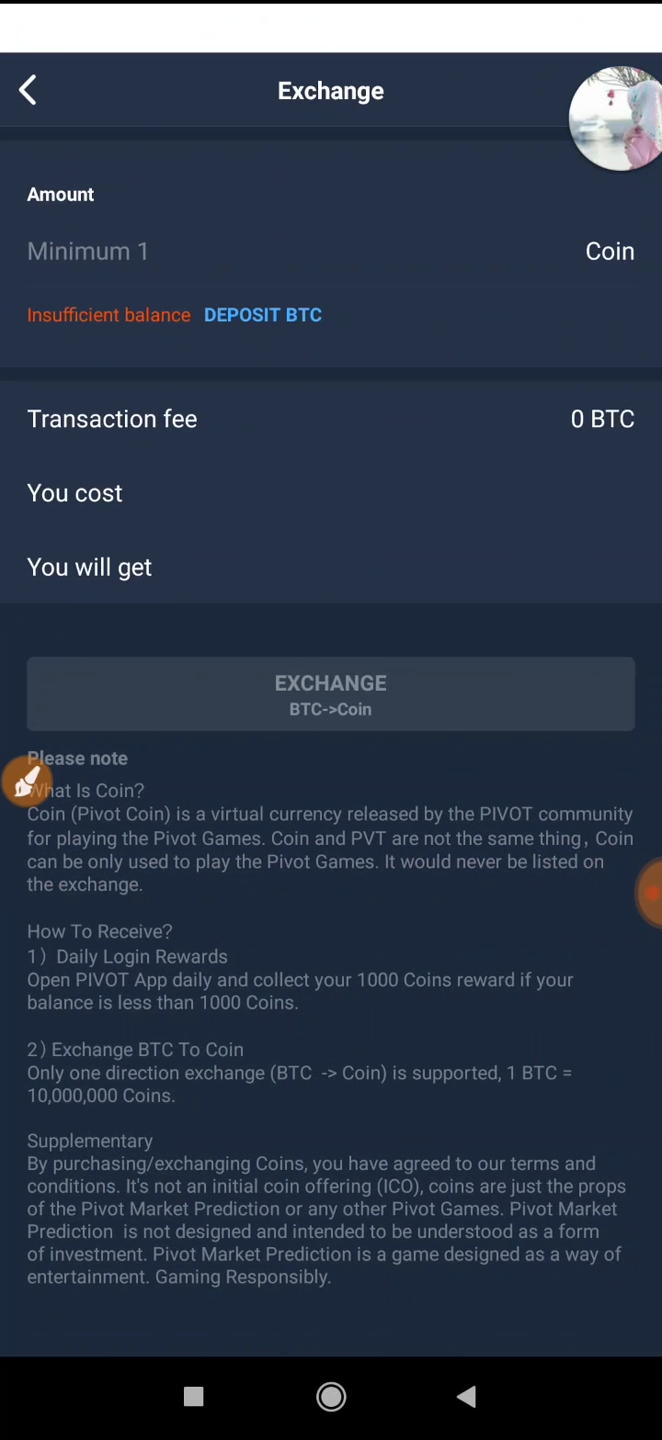 Exchange
Amount
Minimum 1 Coin
Insufficient balance DEPOSIT BTC
Transaction fee 0 BTC
You cost
You will get
EXCHANGE
BTC->Coin
Please note
What Is Coin?
Coin (Pivot Coin) is a virtual currency released by the PIVOT community
for playing the Pivot Games. Coin and PVT are not the same thing，Coin
can be only used to play the Pivot Games. It would never be listed on
the exchange.
How To Receive?
1）Daily Login Rewards
Open PIVOT App daily and collect your 1000 Coins reward if your
balance is less than 1000 Coins.
2）Exchange BTC To Coin
Only one direction exchange (BTC -> Coin) is supported, 1 BTC =
10,000,000 Coins.
Supplementary
By purchasing/exchanging Coins, you have agreed to our terms and
conditions. It's not an initial coin offering (ICO), coins are just the props
of the Pivot Market Prediction or any other Pivot Games. Pivot Market
Prediction is not designed and intended to be understood as a form
of investment. Pivot Market Prediction is a game designed as a way of
entertainment. Gaming Responsibly.